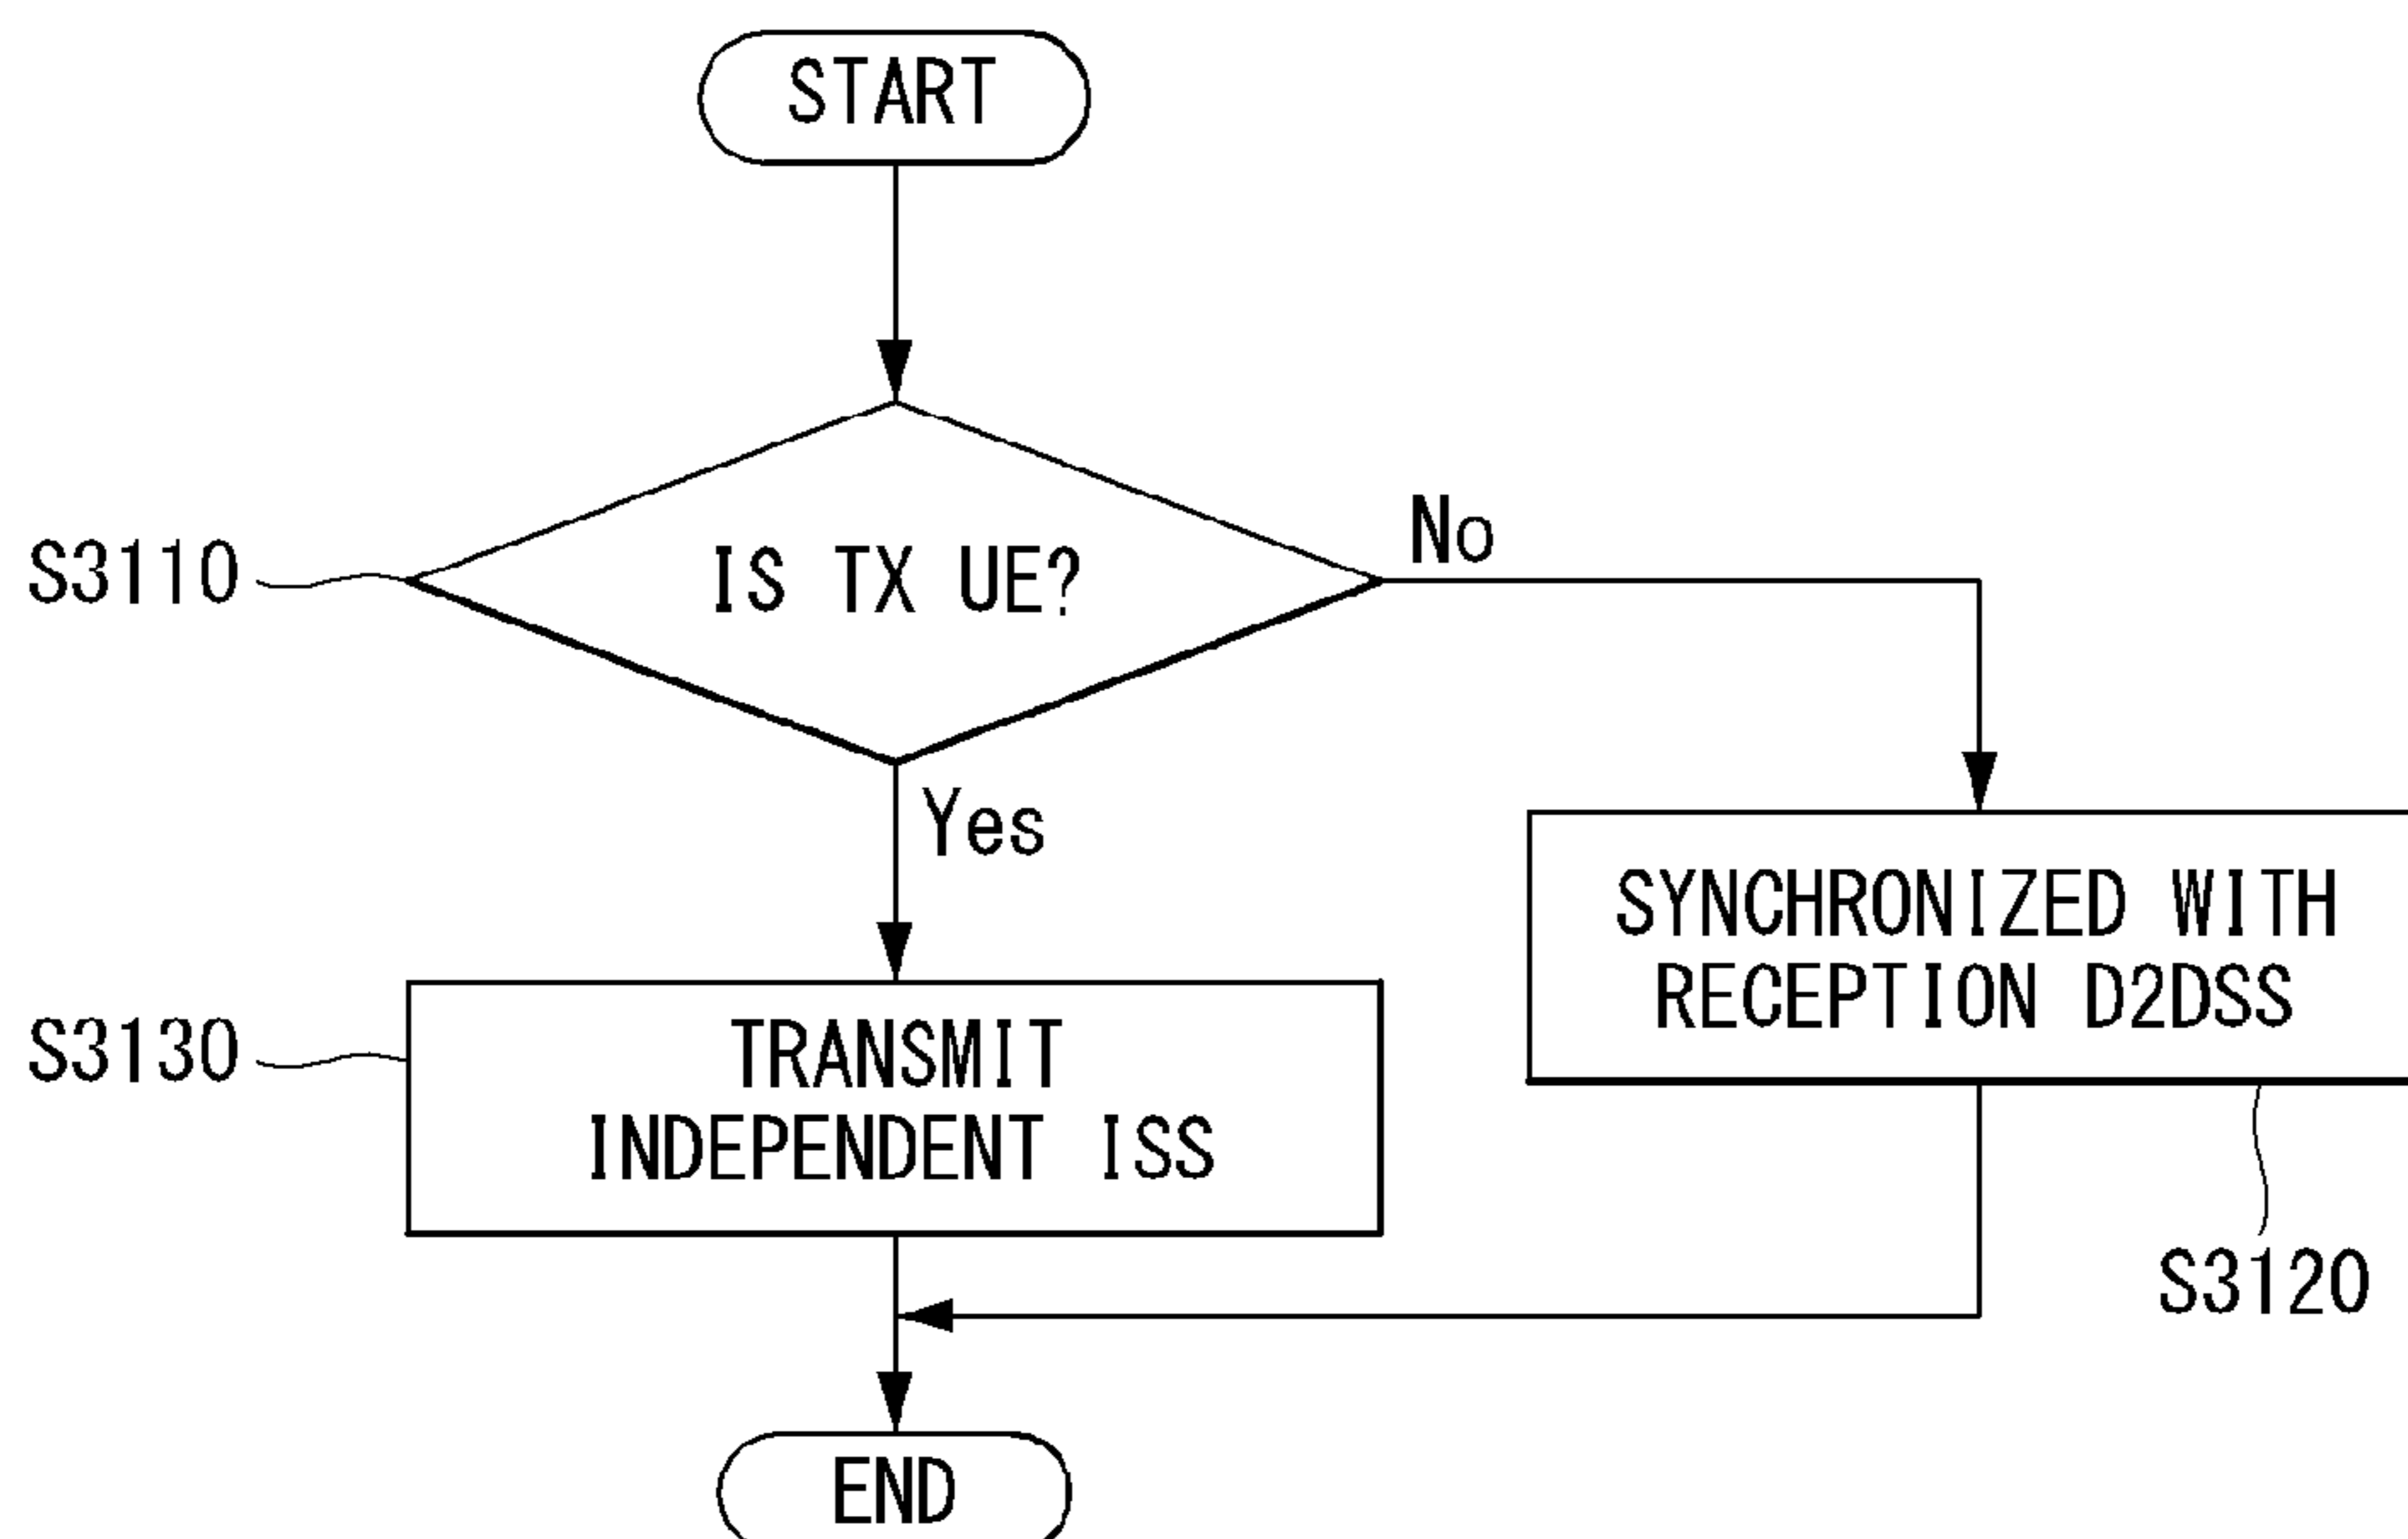 START
S3110
IS TX UE?
No
Yes
SYNCHRONIZED WITH
RECEPTION D2DSS
S3130
TRANSMIT
INDEPENDENT ISS
S3120
END